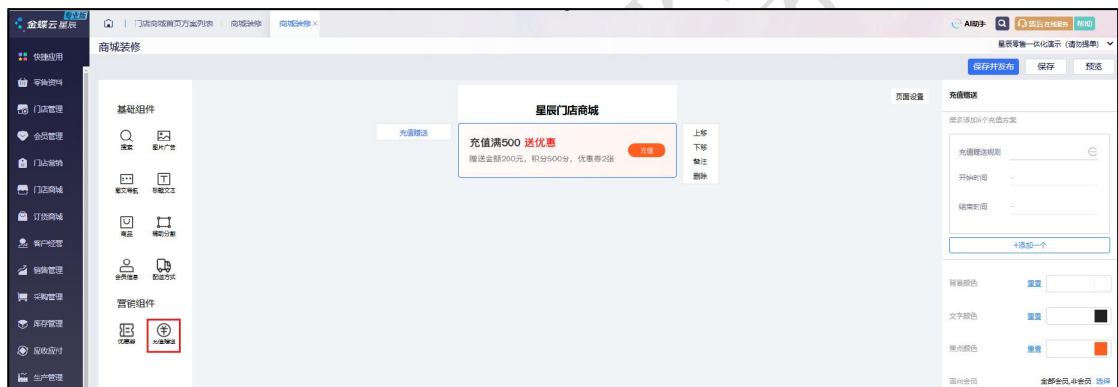 金蝶云星辰 专业版
门店商城首页方案列表 商城装修 商城装修×
AI助手 帮助
商城装修
星辰零售一体化演示（请勿提单）
保存并发布 保存 预览
快捷应用
零售资料
门店管理
会员管理
门店营销
门店商城
订货商城
客户经营
销售管理
采购管理
库存管理
应收应付
生产管理
基础组件
搜索 图片广告
图文导航 标题文本
商品 辅助分割
会员信息 配送方式
营销组件
优惠券 充值赠送
星辰门店商城
充值赠送
充值满500 送优惠
赠送金额200元，积分500分，优惠券2张
充值
上移
下移
备注
删除
页面设置
充值赠送
最多添加6个充值方案
充值赠送规则
开始时间 -
结束时间 -
+添加一个
背景颜色 重置
文字颜色 重置
焦点颜色 重置
面向会员 全部会员,非会员 选择